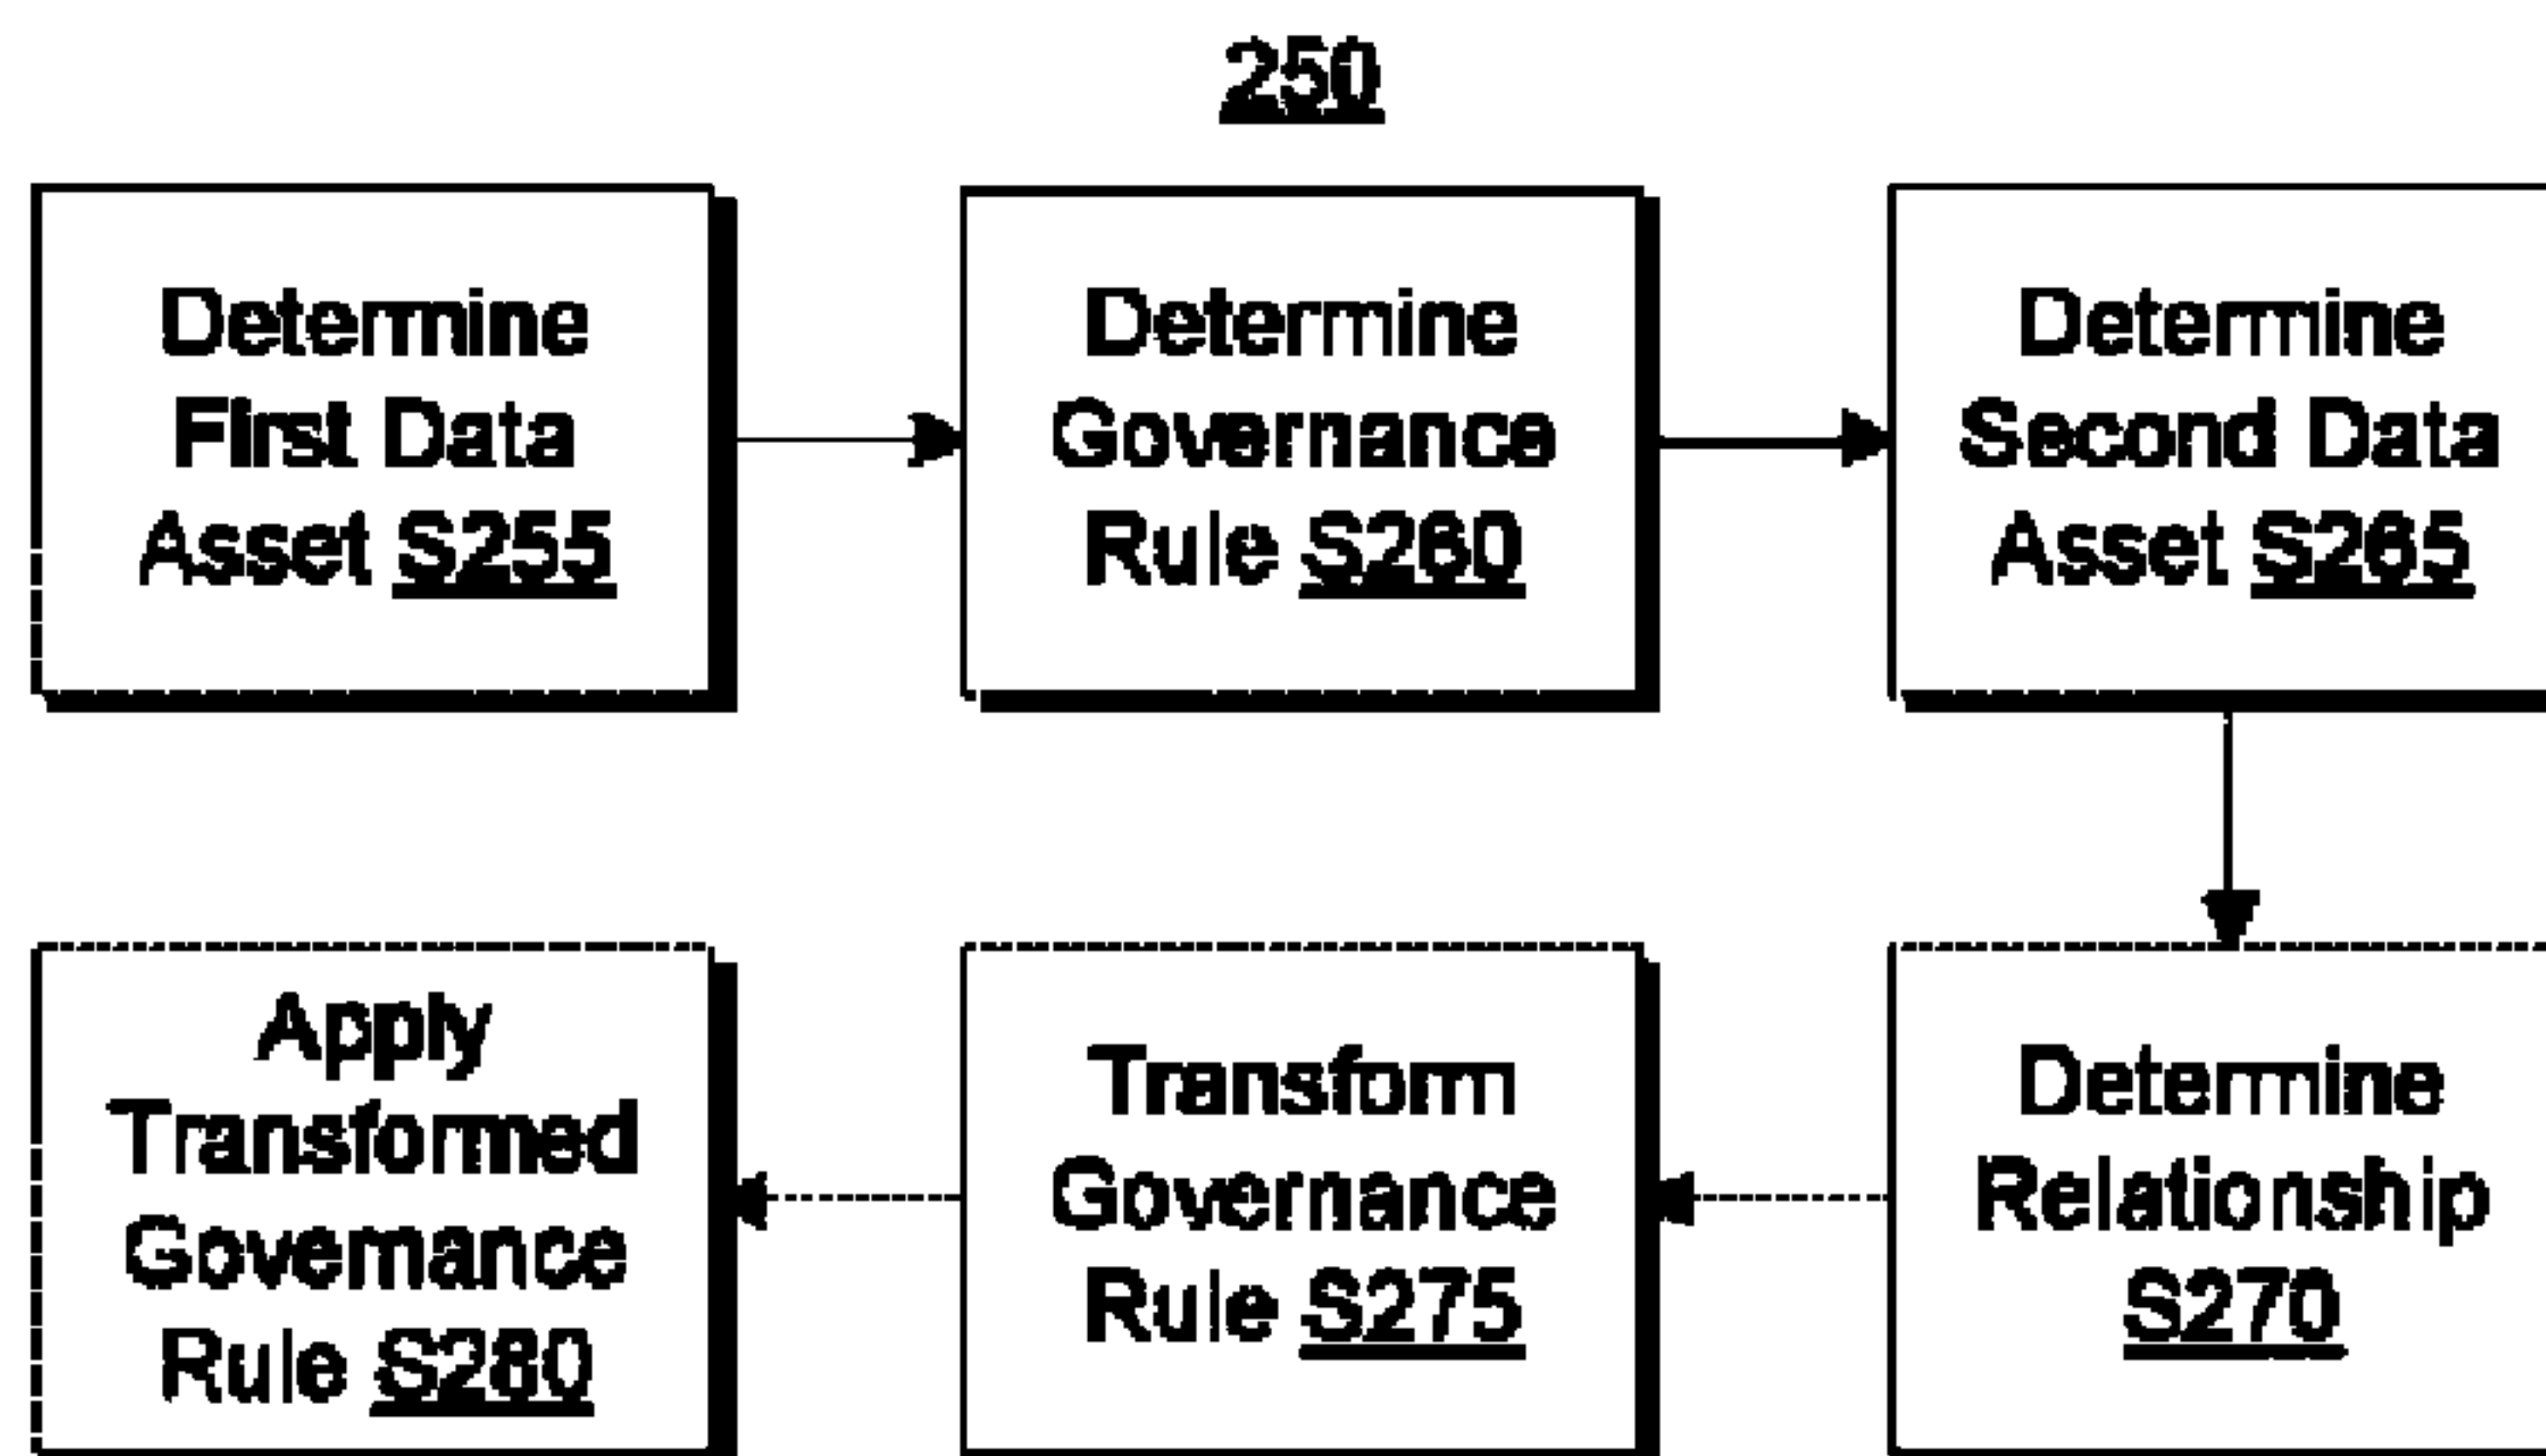 250
Determine
First Data
Asset S255
Determine
Governance
Rule S260
Determine
Second Data
Asset S265
Determine
Relationship
S270
Transform
Governance
Rule S275
Apply
Transformed
Governance
Rule S280